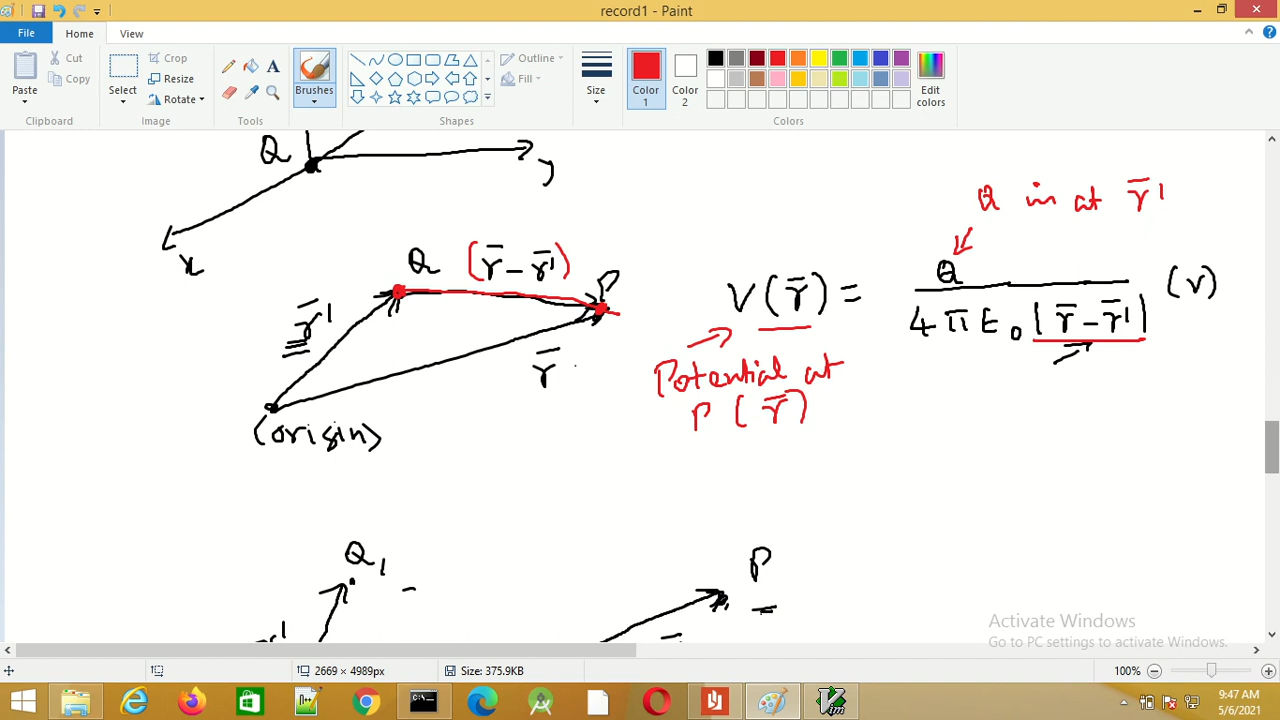 record1 - Paint
File
Home
View
Paste
Cut
Copy
Clipboard
Select
Crop
Resize
Rotate
Image
Tools
Brushes
Outline
Fill
Shapes
Size
Color 1
Color 2
Edit colors
Colors
Q
y
x
Q in at r̅'
Q (r̅ - r̅') P
r̅'
r̅
(origin)
V(r̅) = Q / 4πε₀|r̅ - r̅'| (V)
Potential at
P (r̅)
Q₁
P
Activate Windows
Go to PC settings to activate Windows.
2669 × 4989px
Size: 375.9KB
100%
9:47 AM
5/6/2021